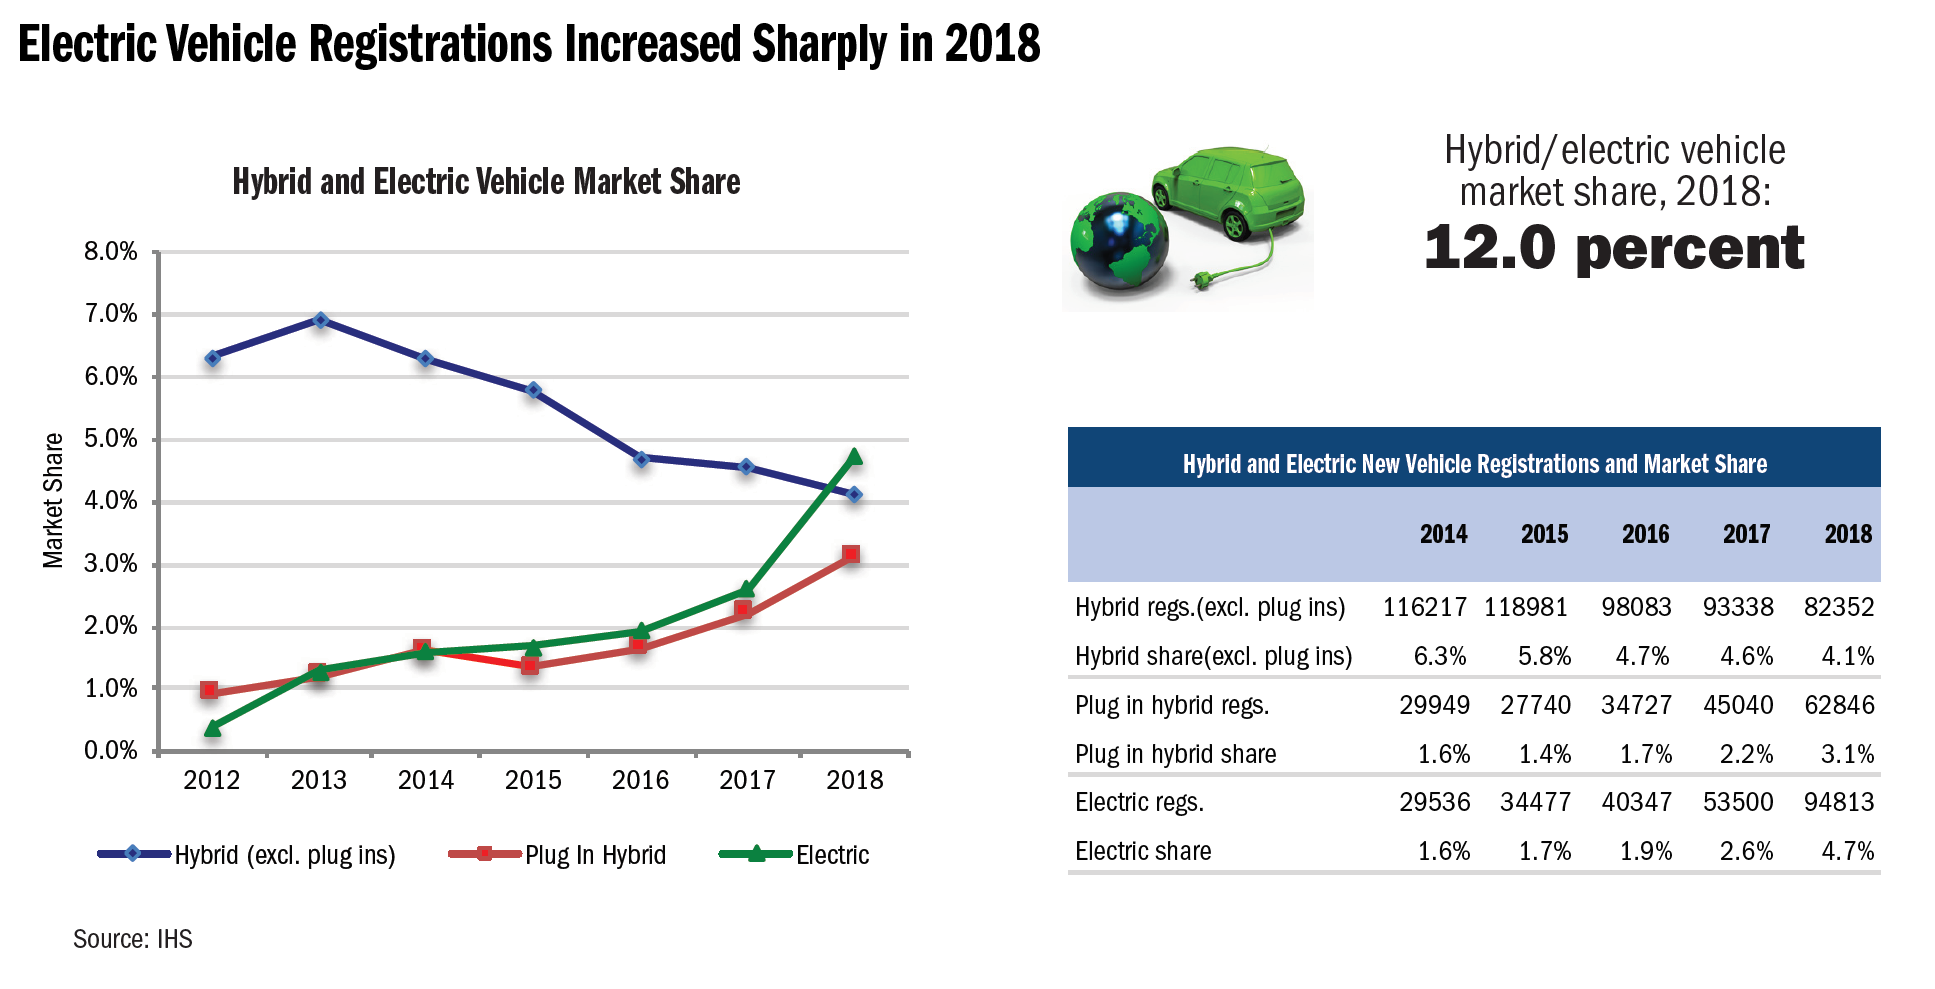 Electric Vehicle Registrations Increased Sharply in 2018
Hybrid and Electric Vehicle Market Share
8.0%
7.0%
6.0%
5.0%
4.0%
3.0%
2.0%
1.0%
0.0%
Market Share
2012 2013 2014 2015 2016 2017 2018
Hybrid (excl. plug ins) Plug In Hybrid Electric
Source: IHS
Hybrid/electric vehicle
market share, 2018:
12.0 percent
Hybrid and Electric New Vehicle Registrations and Market Share
2014 2015 2016 2017 2018
Hybrid regs.(excl. plug ins) 116217 118981 98083 93338 82352
Hybrid share(excl. plug ins) 6.3% 5.8% 4.7% 4.6% 4.1%
Plug in hybrid regs. 29949 27740 34727 45040 62846
Plug in hybrid share 1.6% 1.4% 1.7% 2.2% 3.1%
Electric regs. 29536 34477 40347 53500 94813
Electric share 1.6% 1.7% 1.9% 2.6% 4.7%